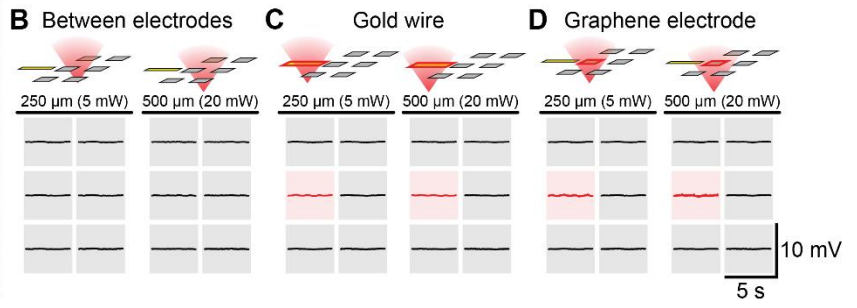 B Between electrodes
250 µm (5 mW) 500 µm (20 mW)
C Gold wire
250 µm (5 mW) 500 µm (20 mW)
D Graphene electrode
250 µm (5 mW) 500 µm (20 mW)
10 mV
5 s